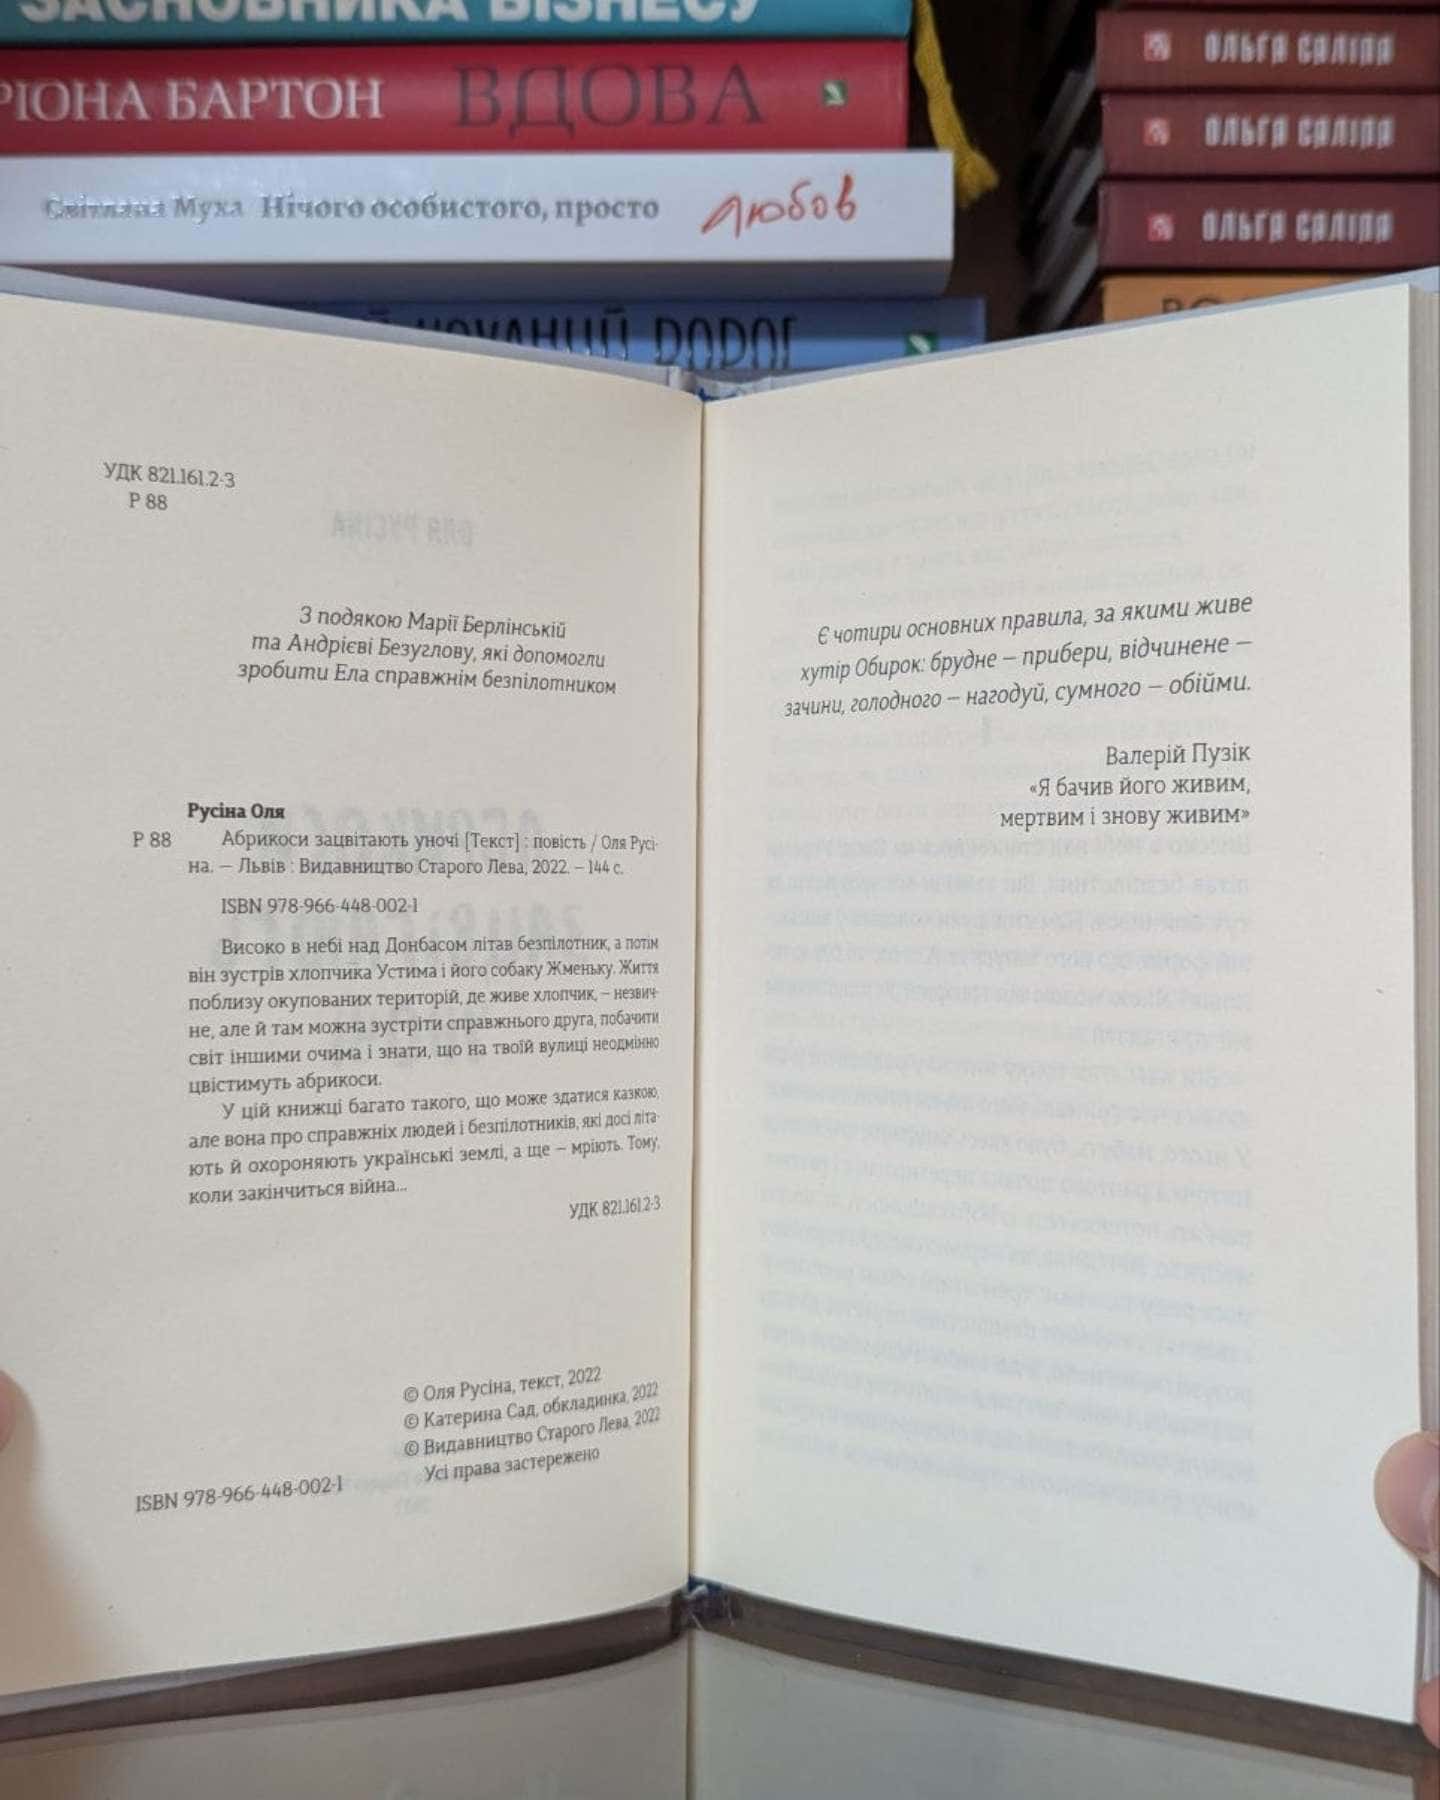 ЗАСНОВНИКА БІЗНЕСУ
РІОНА БАРТОН ВДОВА
Світлана Муха Нічого особистого, просто любов
ВОРОГ
ОЛЬГА САЛІПА
ОЛЬГА САЛІПА
ОЛЬГА САЛІПА
УДК 821.161.2-3
Р 88
З подякою Марії Берлінській
та Андрієві Безуглову, які допомогли
зробити Ела справжнім безпілотником
Русіна Оля
Р 88 Абрикоси зацвітають уночі [Текст] : повість / Оля Русі-
на. – Львів : Видавництво Старого Лева, 2022. – 144 с.
ISBN 978-966-448-002-1
Високо в небі над Донбасом літав безпілотник, а потім
він зустрів хлопчика Устима і його собаку Жменьку. Життя
поблизу окупованих територій, де живе хлопчик, – незвич-
не, але й там можна зустріти справжнього друга, побачити
світ іншими очима і знати, що на твоїй вулиці неодмінно
цвістимуть абрикоси.
У цій книжці багато такого, що може здатися казкою,
але вона про справжніх людей і безпілотників, які досі літа-
ють й охороняють українські землі, а ще – мріють. Тому,
коли закінчиться війна...
УДК 821.161.2-3
© Оля Русіна, текст, 2022
© Катерина Сад, обкладинка, 2022
© Видавництво Старого Лева, 2022
Усі права застережено
ISBN 978-966-448-002-1
Є чотири основних правила, за якими живе
хутір Обирок: брудне – прибери, відчинене –
зачини, голодного – нагодуй, сумного – обійми.
Валерій Пузік
«Я бачив його живим,
мертвим і знову живим»